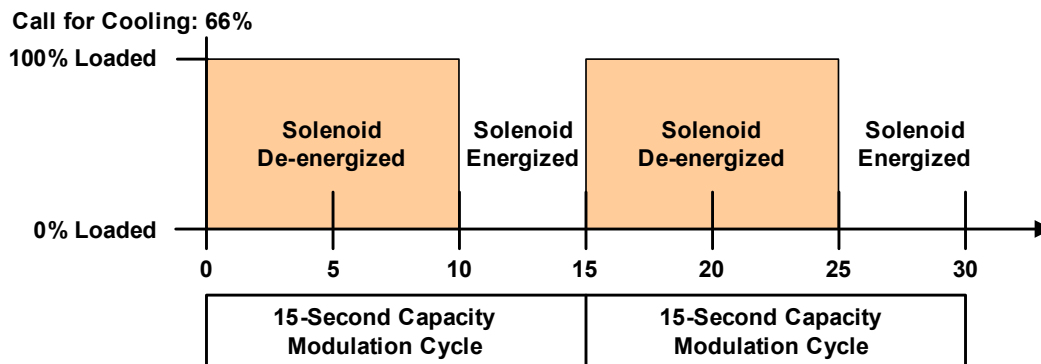 Call for Cooling: 66%
100% Loaded
Solenoid
De-energized
Solenoid
Energized
Solenoid
De-energized
Solenoid
Energized
0% Loaded
0 5 10 15 20 25 30
15-Second Capacity
Modulation Cycle
15-Second Capacity
Modulation Cycle